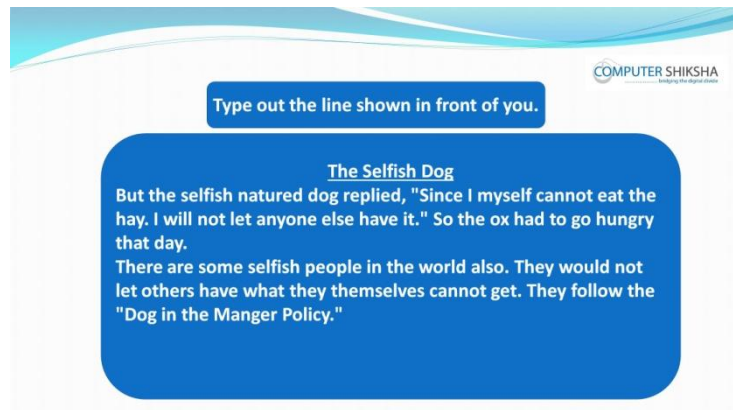 COMPUTER SHIKSHA
bridging the digital divide
Type out the line shown in front of you.
The Selfish Dog
But the selfish natured dog replied, "Since I myself cannot eat the
hay. I will not let anyone else have it." So the ox had to go hungry
that day.
There are some selfish people in the world also. They would not
let others have what they themselves cannot get. They follow the
"Dog in the Manger Policy."